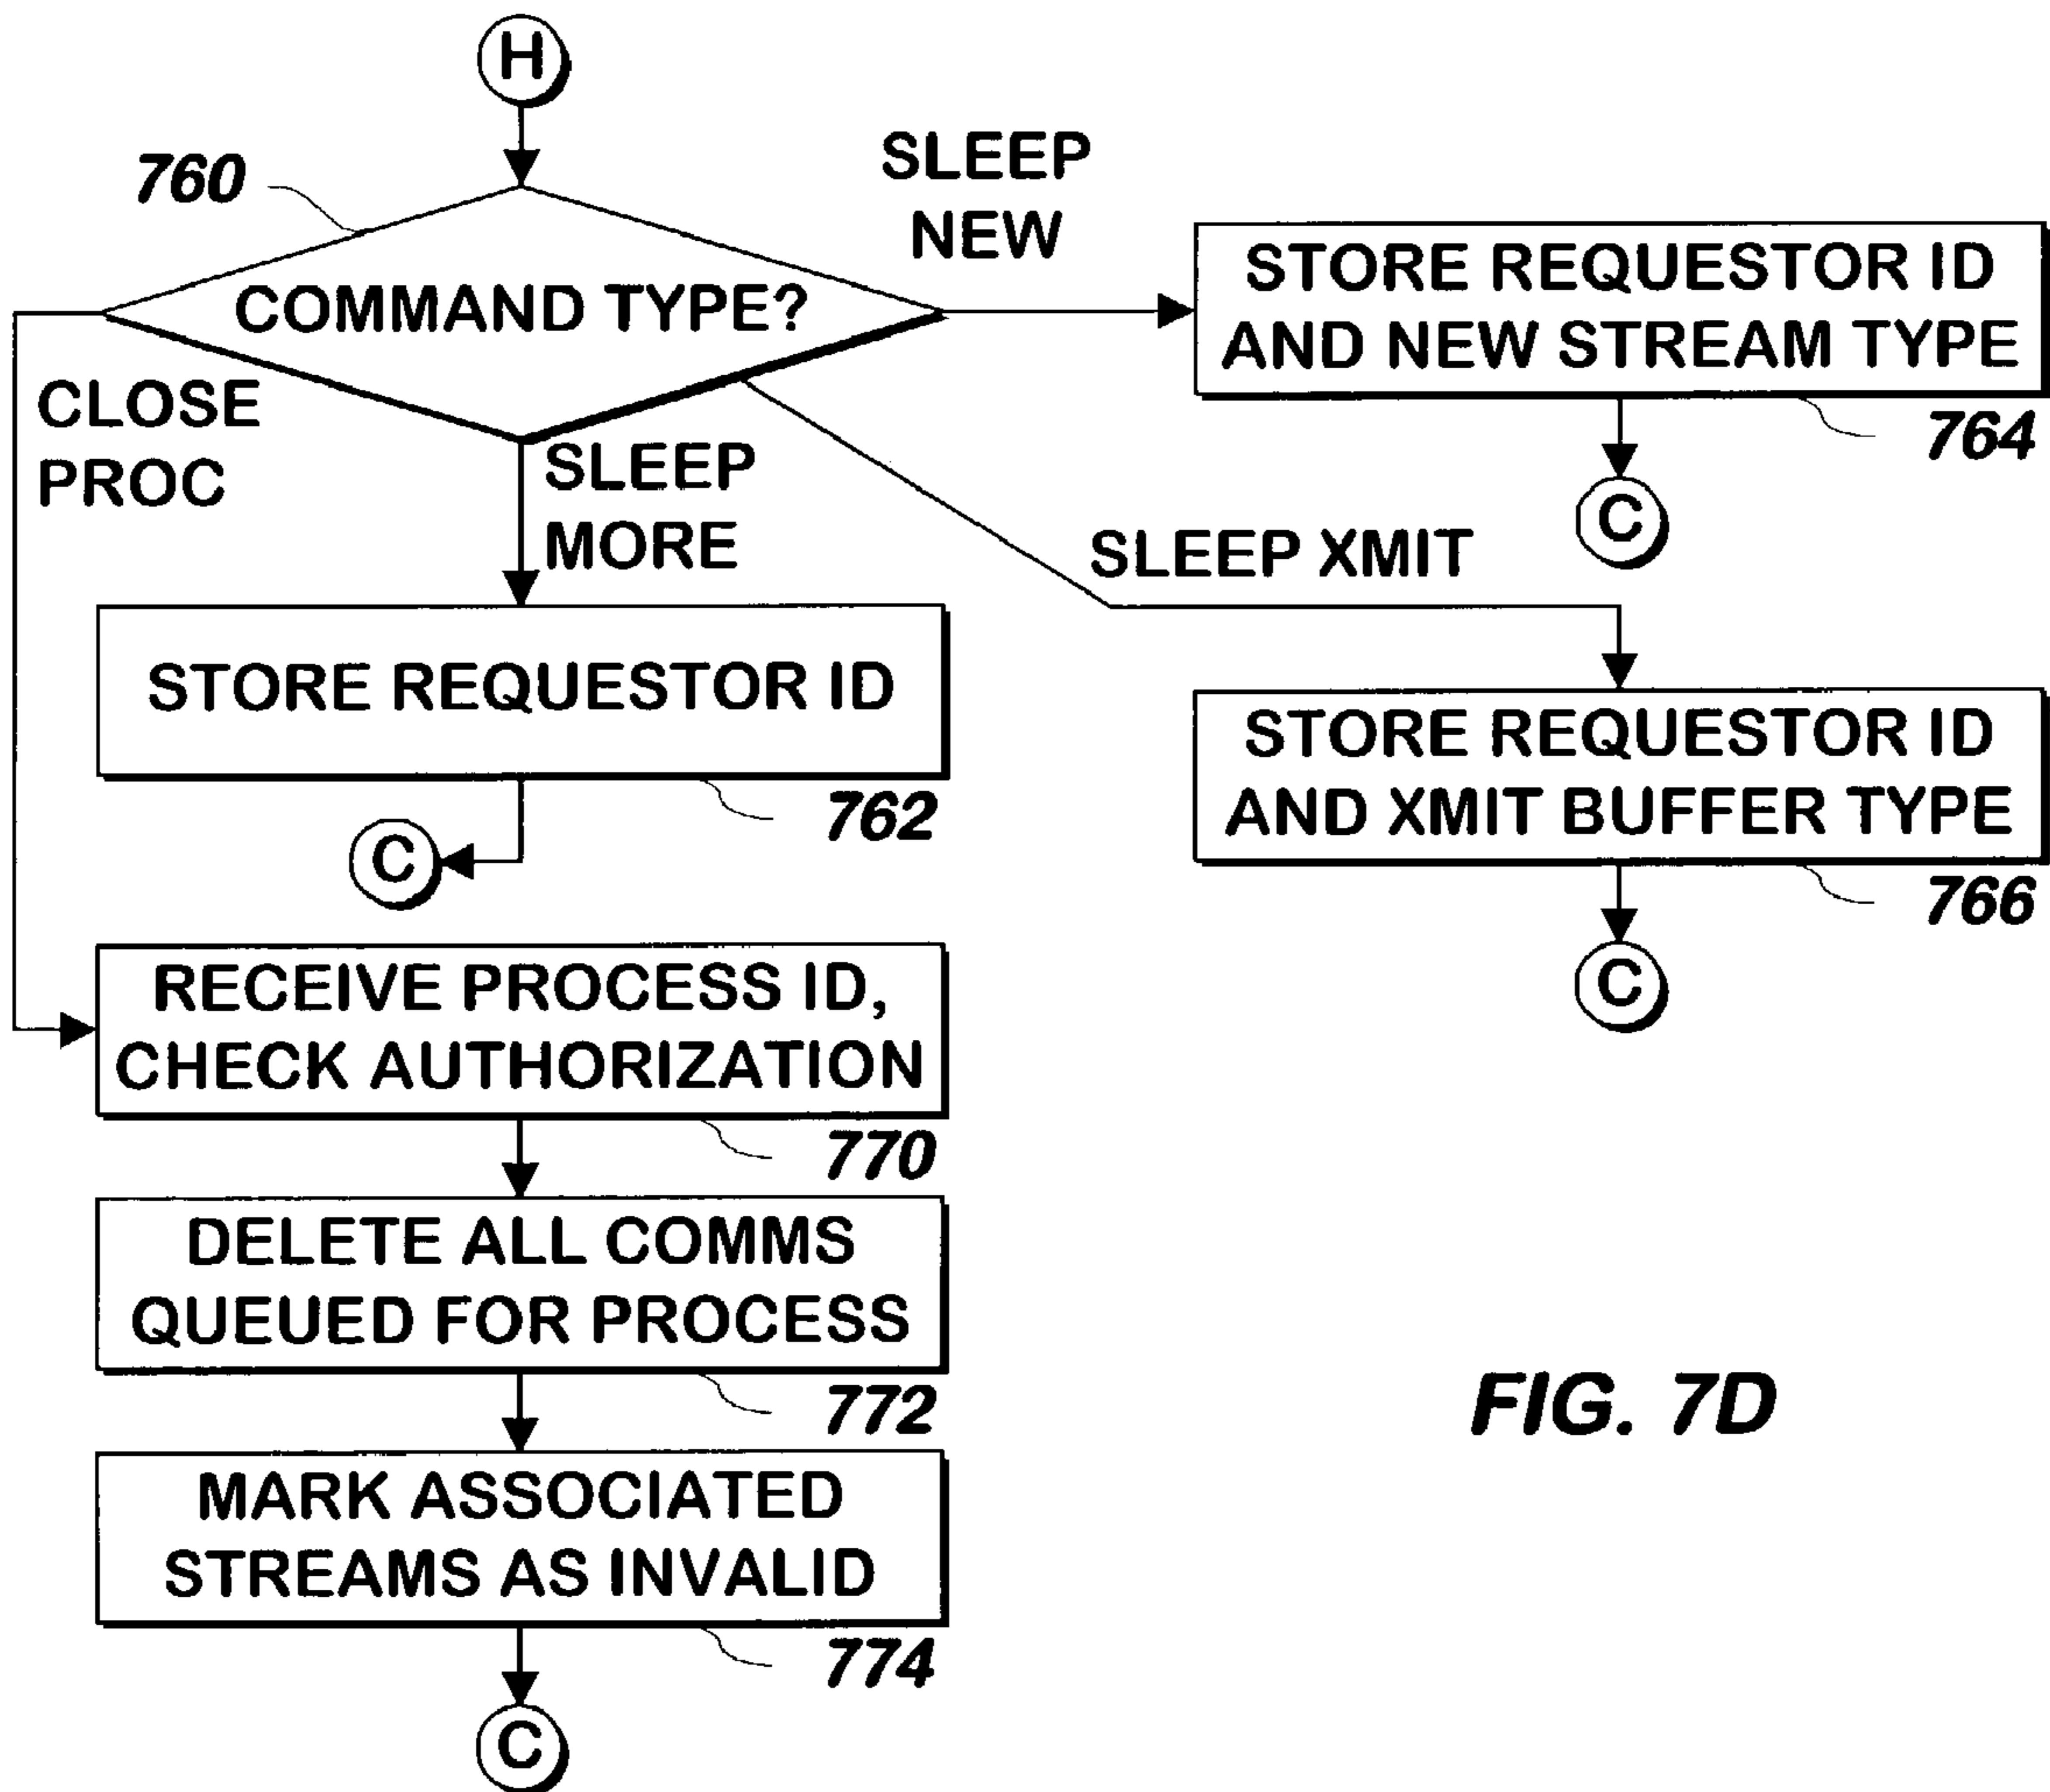 H
760
COMMAND TYPE?
SLEEP
NEW
STORE REQUESTOR ID
AND NEW STREAM TYPE
764
C
CLOSE
PROC
SLEEP
MORE
SLEEP XMIT
STORE REQUESTOR ID
762
C
STORE REQUESTOR ID
AND XMIT BUFFER TYPE
766
C
RECEIVE PROCESS ID,
CHECK AUTHORIZATION
770
DELETE ALL COMMS
QUEUED FOR PROCESS
772
MARK ASSOCIATED
STREAMS AS INVALID
774
C
FIG. 7D